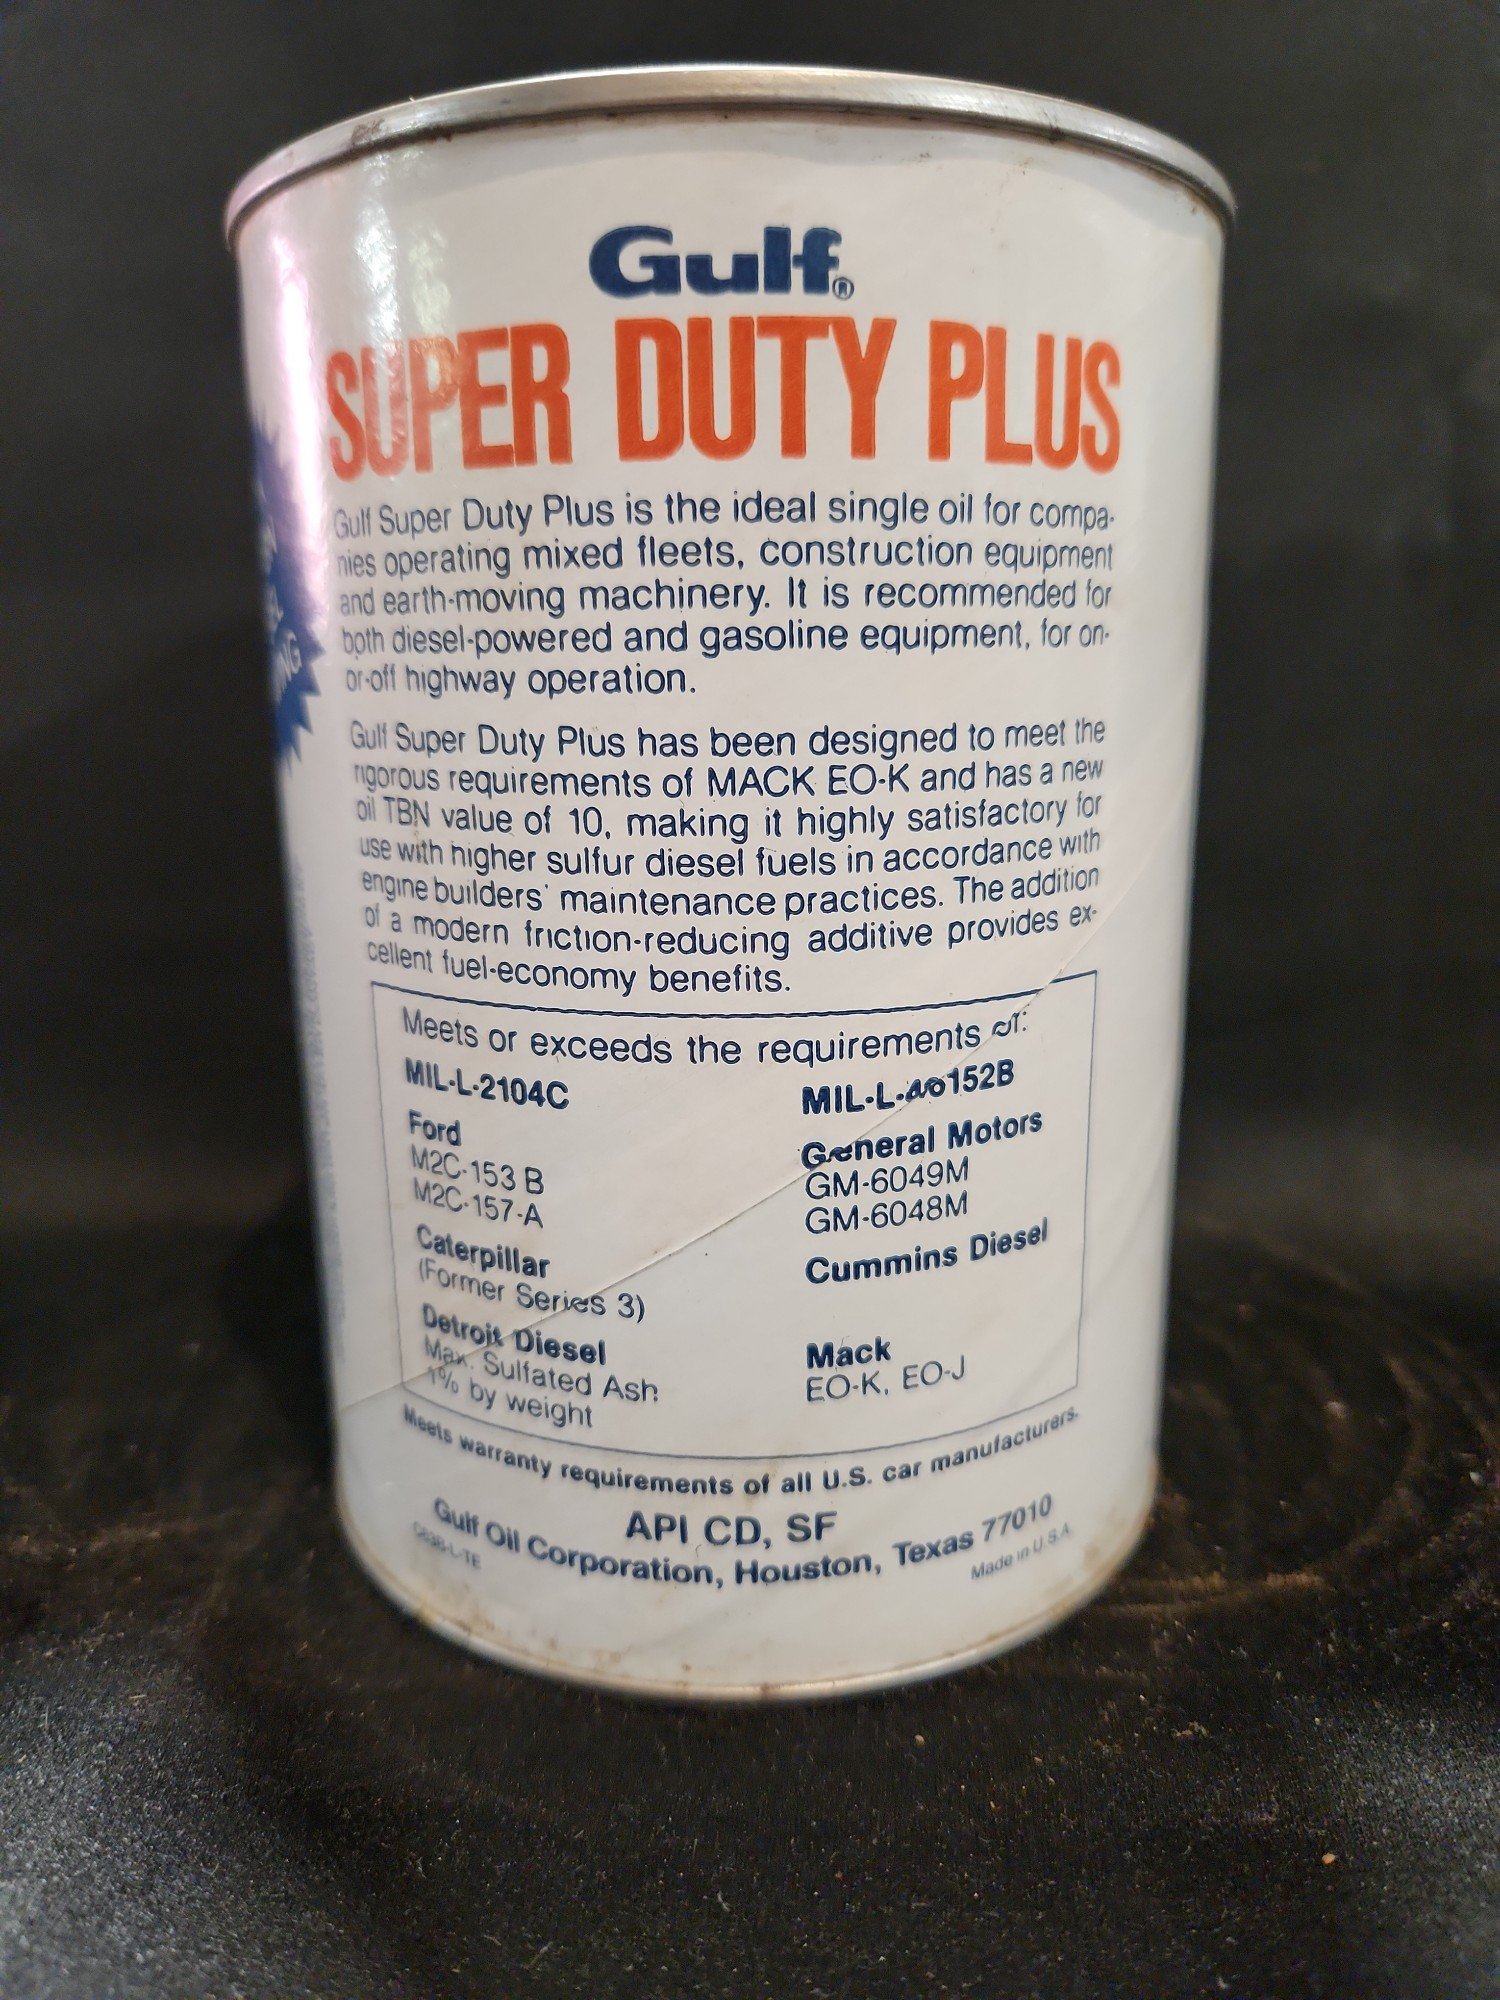 Gulf®
SUPER DUTY PLUS
Gulf Super Duty Plus is the ideal single oil for compa-
nies operating mixed fleets, construction equipment
and earth-moving machinery. It is recommended for
both diesel-powered and gasoline equipment, for on-
or-off highway operation.
Gulf Super Duty Plus has been designed to meet the
rigorous requirements of MACK EO-K and has a new
oil TBN value of 10, making it highly satisfactory for
use with higher sulfur diesel fuels in accordance with
engine builders' maintenance practices. The addition
of a modern friction-reducing additive provides ex-
cellent fuel-economy benefits.
Meets or exceeds the requirements of:
MIL-L-2104C
MIL-L-46152B
Ford
M2C-153 B
M2C-157-A
General Motors
GM-6049M
GM-6048M
Caterpillar
(Former Series 3)
Cummins Diesel
Detroit Diesel
Max. Sulfated Ash
1% by weight
Mack
EO-K, EO-J
Meets warranty requirements of all U.S. car manufacturers.
API CD, SF
Gulf Oil Corporation, Houston, Texas 77010
Made in U.S.A.